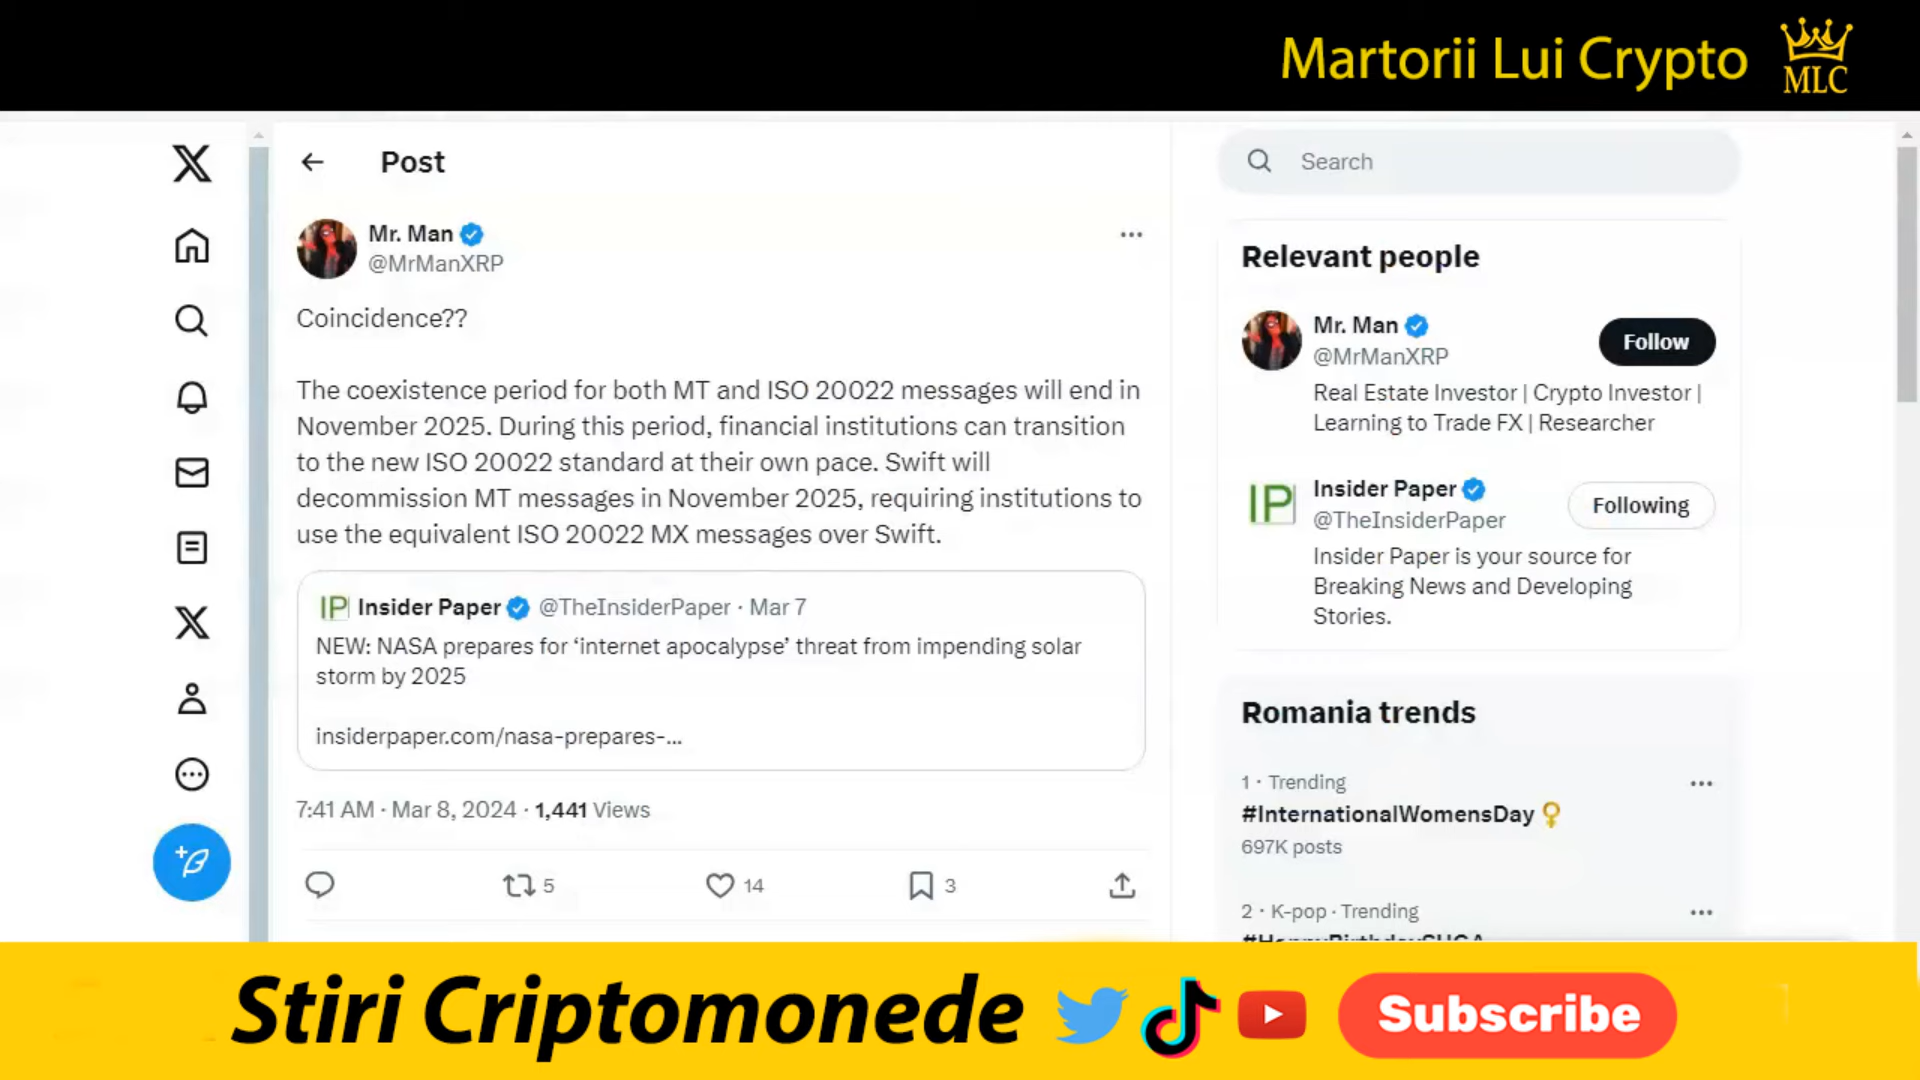 Martorii Lui Crypto
MLC
Post
Search
Mr. Man
@MrManXRP
Coincidence??
The coexistence period for both MT and ISO 20022 messages will end in
November 2025. During this period, financial institutions can transition
to the new ISO 20022 standard at their own pace. Swift will
decommission MT messages in November 2025, requiring institutions to
use the equivalent ISO 20022 MX messages over Swift.
IP Insider Paper @TheInsiderPaper · Mar 7
NEW: NASA prepares for ‘internet apocalypse’ threat from impending solar
storm by 2025
insiderpaper.com/nasa-prepares-...
7:41 AM · Mar 8, 2024 · 1,441 Views
5
14
3
Relevant people
Mr. Man
@MrManXRP
Follow
Real Estate Investor | Crypto Investor |
Learning to Trade FX | Researcher
IP
Insider Paper
@TheInsiderPaper
Following
Insider Paper is your source for
Breaking News and Developing
Stories.
Romania trends
1 · Trending
#InternationalWomensDay
697K posts
2 · K-pop · Trending
Stiri Criptomonede
Subscribe